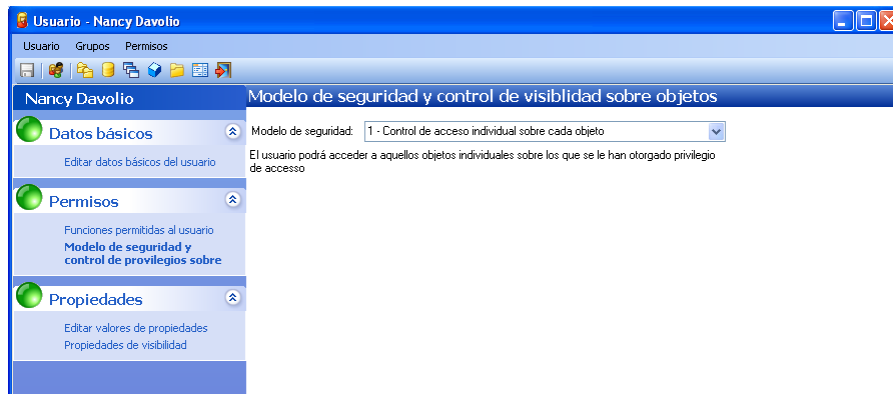 Usuario - Nancy Davolio
Usuario Grupos Permisos
Nancy Davolio
Modelo de seguridad y control de visiblidad sobre objetos
Datos básicos
Editar datos básicos del usuario
Permisos
Funciones permitidas al usuario
Modelo de seguridad y
control de provilegios sobre
Propiedades
Editar valores de propiedades
Propiedades de visibilidad
Modelo de seguridad: 1 - Control de acceso individual sobre cada objeto
El usuario podrá acceder a aquellos objetos individuales sobre los que se le han otorgado privilegio
de accesso